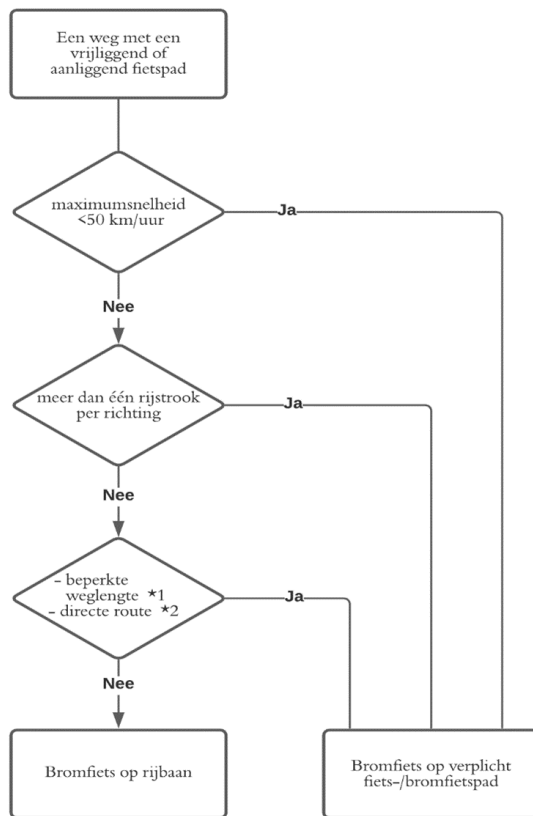 Een weg met een
vrijliggend of
aanliggend fietspad
maximumsnelheid
<50 km/uur
Ja
Nee
meer dan één rijstrook
per richting
Ja
Nee
- beperkte
weglengte *1
- directe route *2
Ja
Nee
Bromfiets op rijbaan
Bromfiets op verplicht
fiets-/bromfietspad